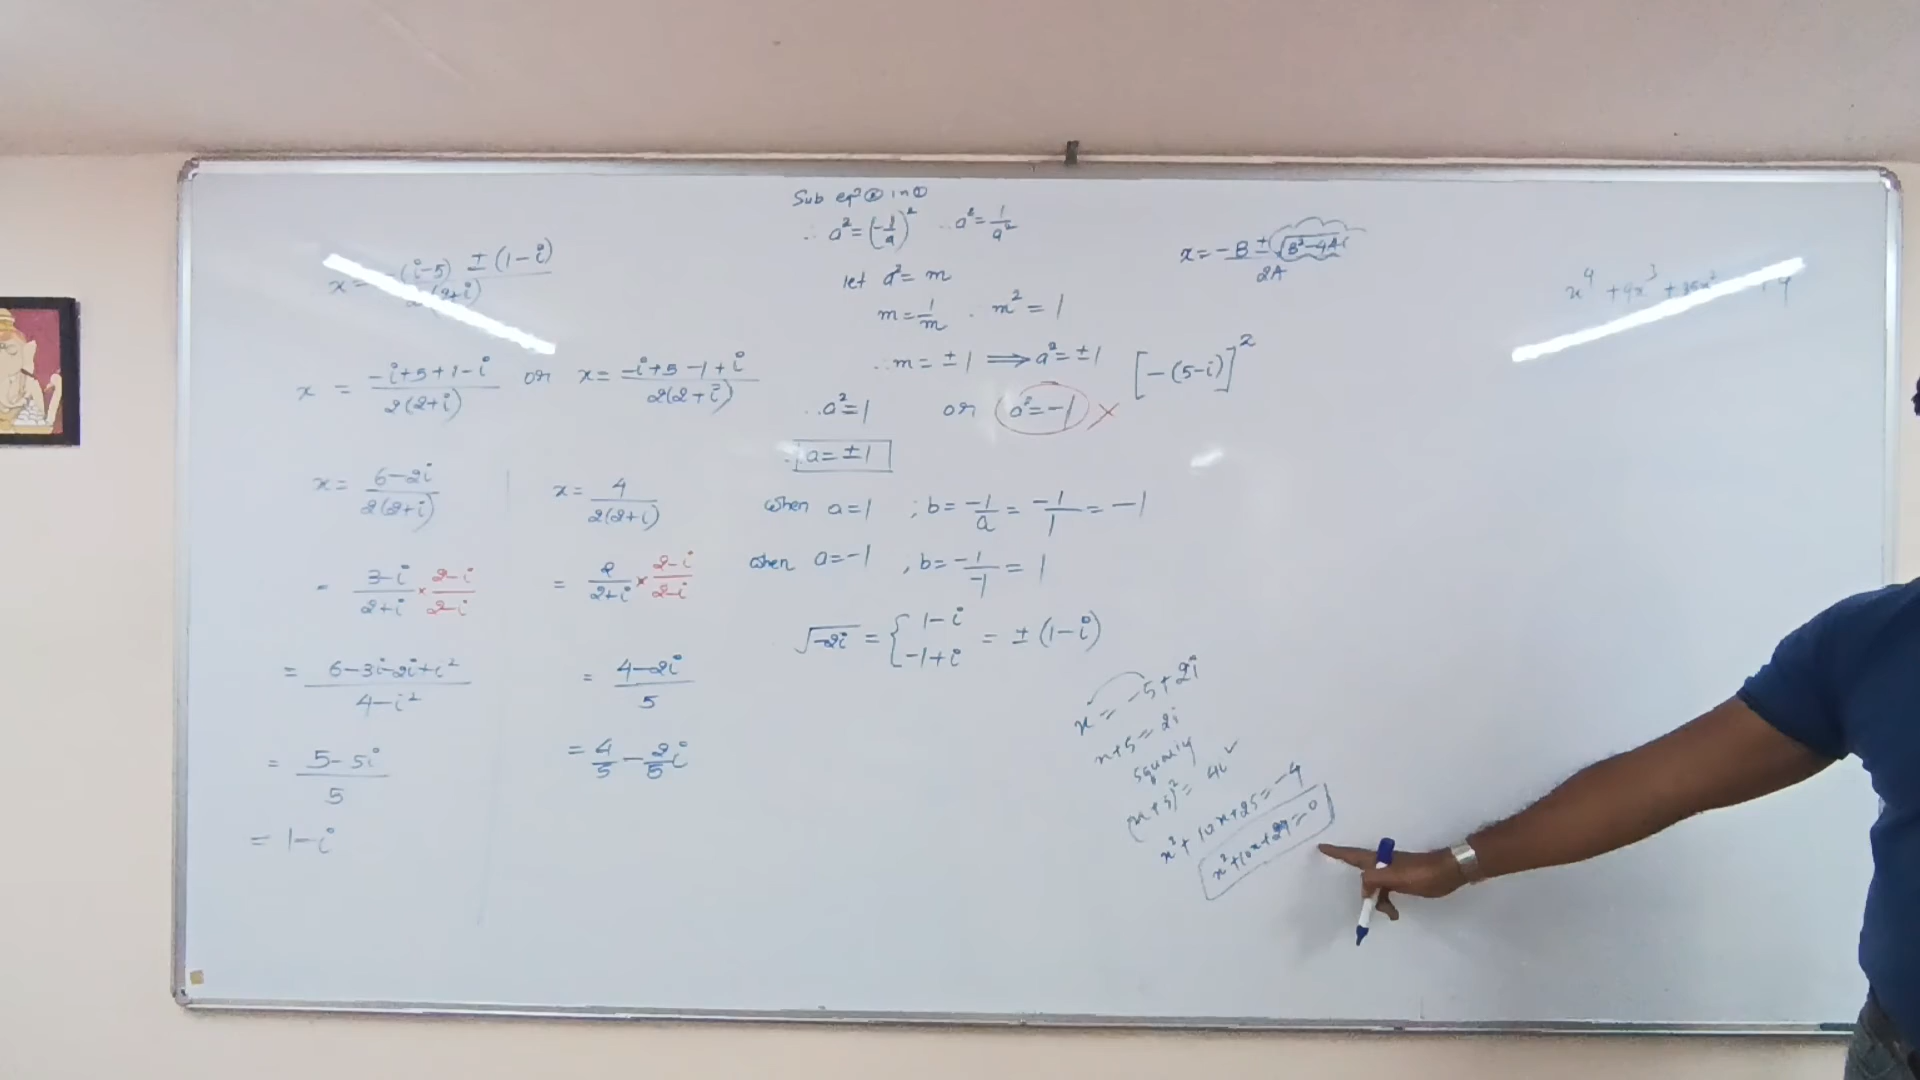 x = -(i-5) ± (1-i) / 2(2+i)
x = -i+5+1-i / 2(2+i) or x = -i+5-1+i / 2(2+i)
x = 6-2i / 2(2+i)
= 3-i / 2+i × 2-i / 2-i
= 6-3i-2i+i² / 4-i²
= 5-5i / 5
= 1-i
x = 4 / 2(2+i)
= 2 / 2+i × 2-i / 2-i
= 4-2i / 5
= 4/5 - 2/5 i
Sub eqⁿ ② in ①
∴ a² = (-1/a)² ∴ a² = 1/a²
let a² = m
m = 1/m . m² = 1
∴ m = ±1 ⟹ a² = ±1
∴ a² = 1 or a² = -1 ×
∴ a = ±1
when a=1 ; b = -1/a = -1/1 = -1
when a=-1 , b = -1/-1 = 1
√-2i = { 1-i
-1+i = ±(1-i)
x = -B ± √B²-4A / 2A
[-(5-i)]²
x = -5+2i
x+5 = 2i
(x+5)² = 4i² ✓
x²+10x+25 = -4
x²+10x+29=0
x⁴ + 9x³ + 35x²